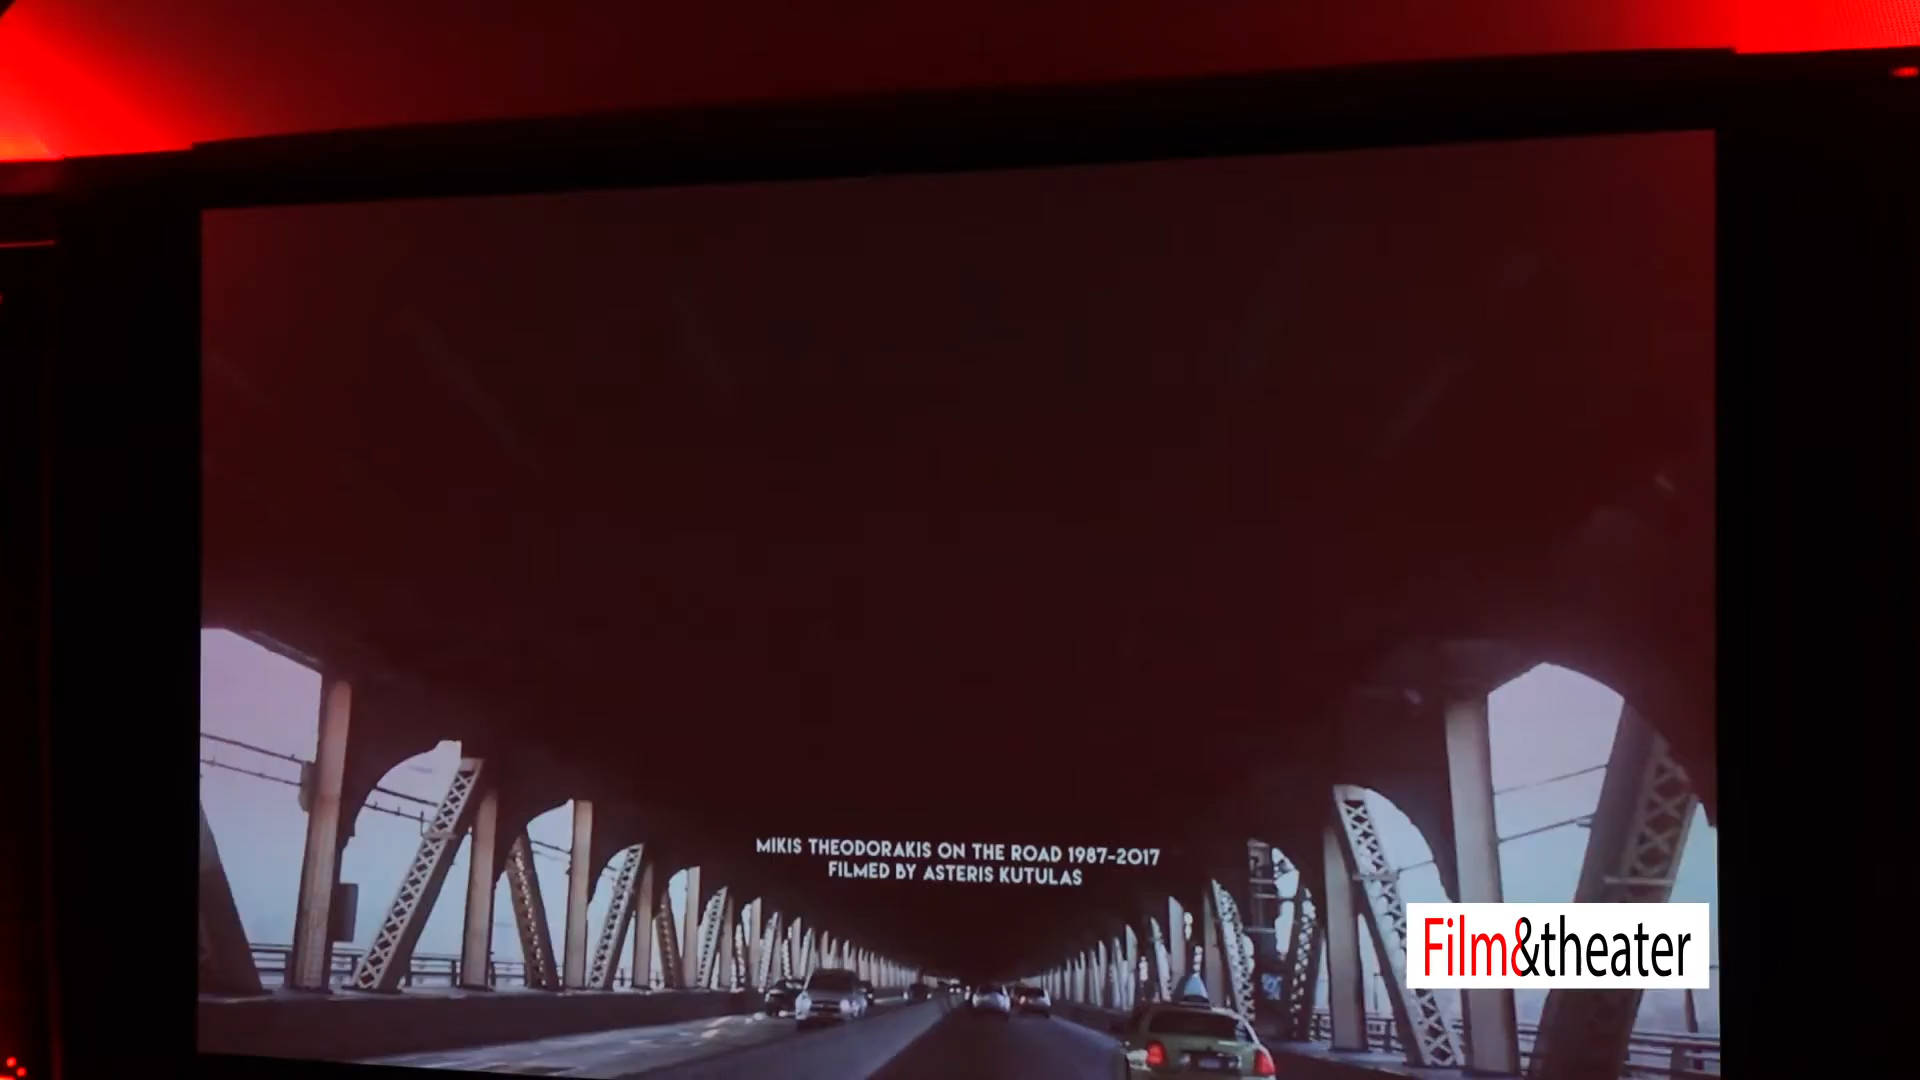 MIKIS THEODORAKIS ON THE ROAD 1987-2017
FILMED BY ASTERIS KUTULAS
Film&theater